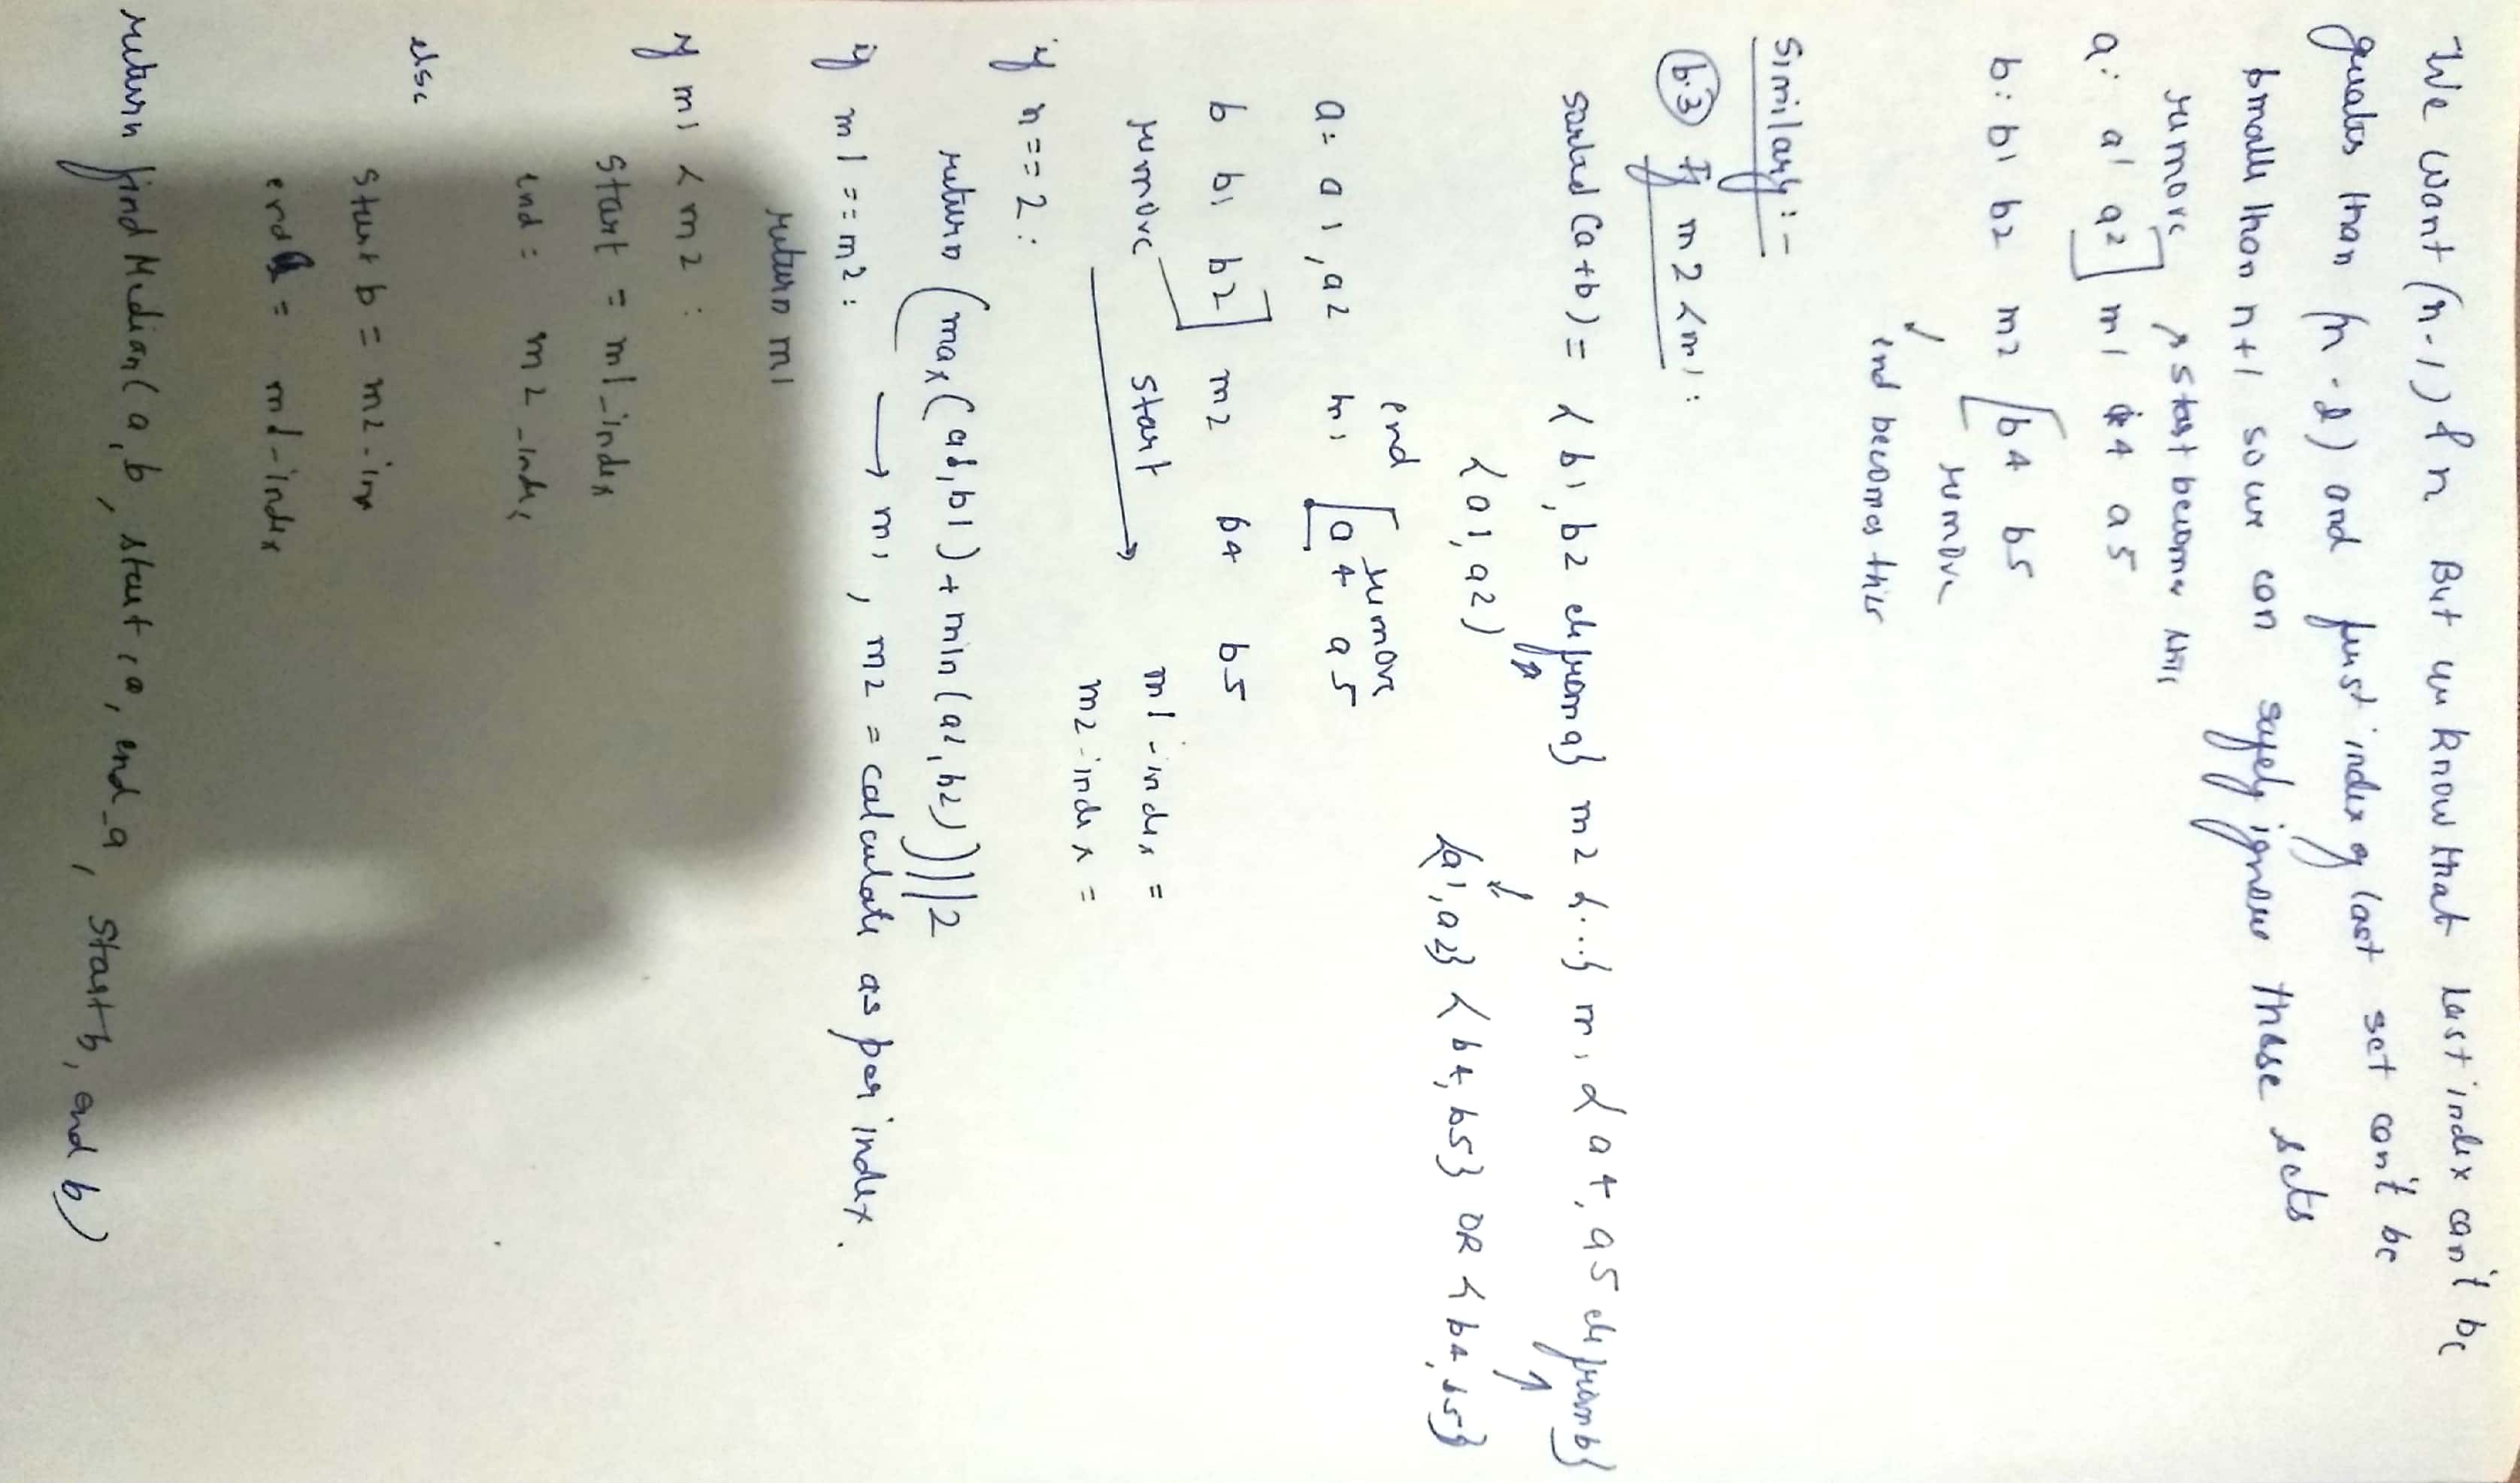 We want (n-1) & n But we know that last index can't be
greater than (n-2) and first index of last set can't be
smaller than n+1 so we can safely ignore these sets
remove ↗ start becomes this
a: a1 a2] m1 a4 a5
b: b1 b2 m2 [b4 b5
remove
↓
end becomes this
Similary:-
(b.3) If m2 < m1:
sorted (a+b) = { b1, b2 ele from a} m2 {...} m1 { a4, a5 ele from b}
{a1, a2} {a1, a2} { b4, b5} OR { b4, b5}
end remove
a= a1, a2 m1 [a4 a5
b b1 b2] m2 b4 b5
remove start → m1-index =
m2-index =
if n==2:
return (max(a1,b1)+min(a2,b2))//2
→ m1, m2 = calculate as per index.
if m1 == m2:
return m1
if m1 < m2 :
start = m1_index
end = m2_index
else
start b = m2-in
end = m1-index
return find Median( a, b, start, a, end_a, start b, end b)